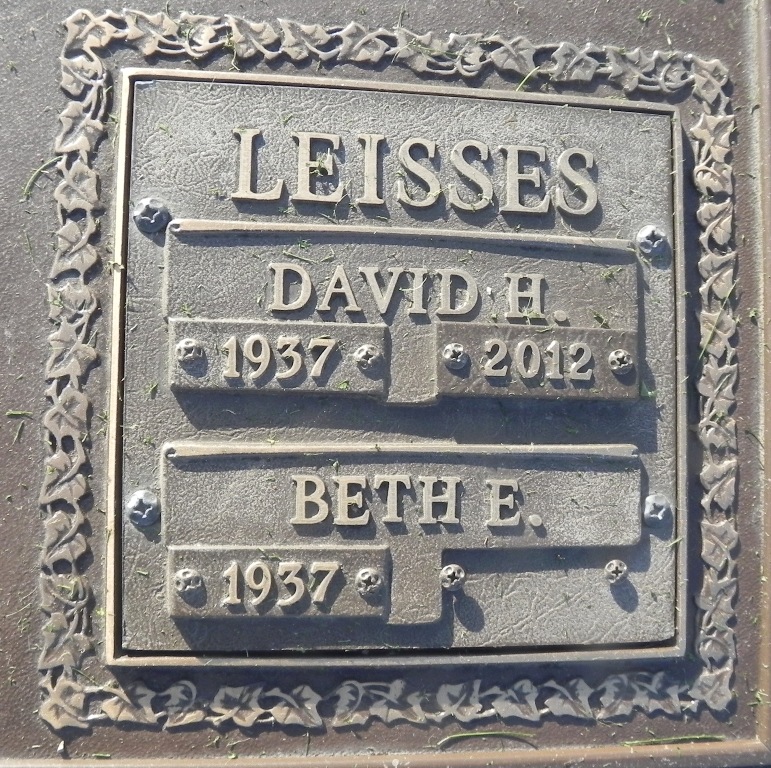 LEISSES
DAVID H.
1937 2012
BETH E.
1937